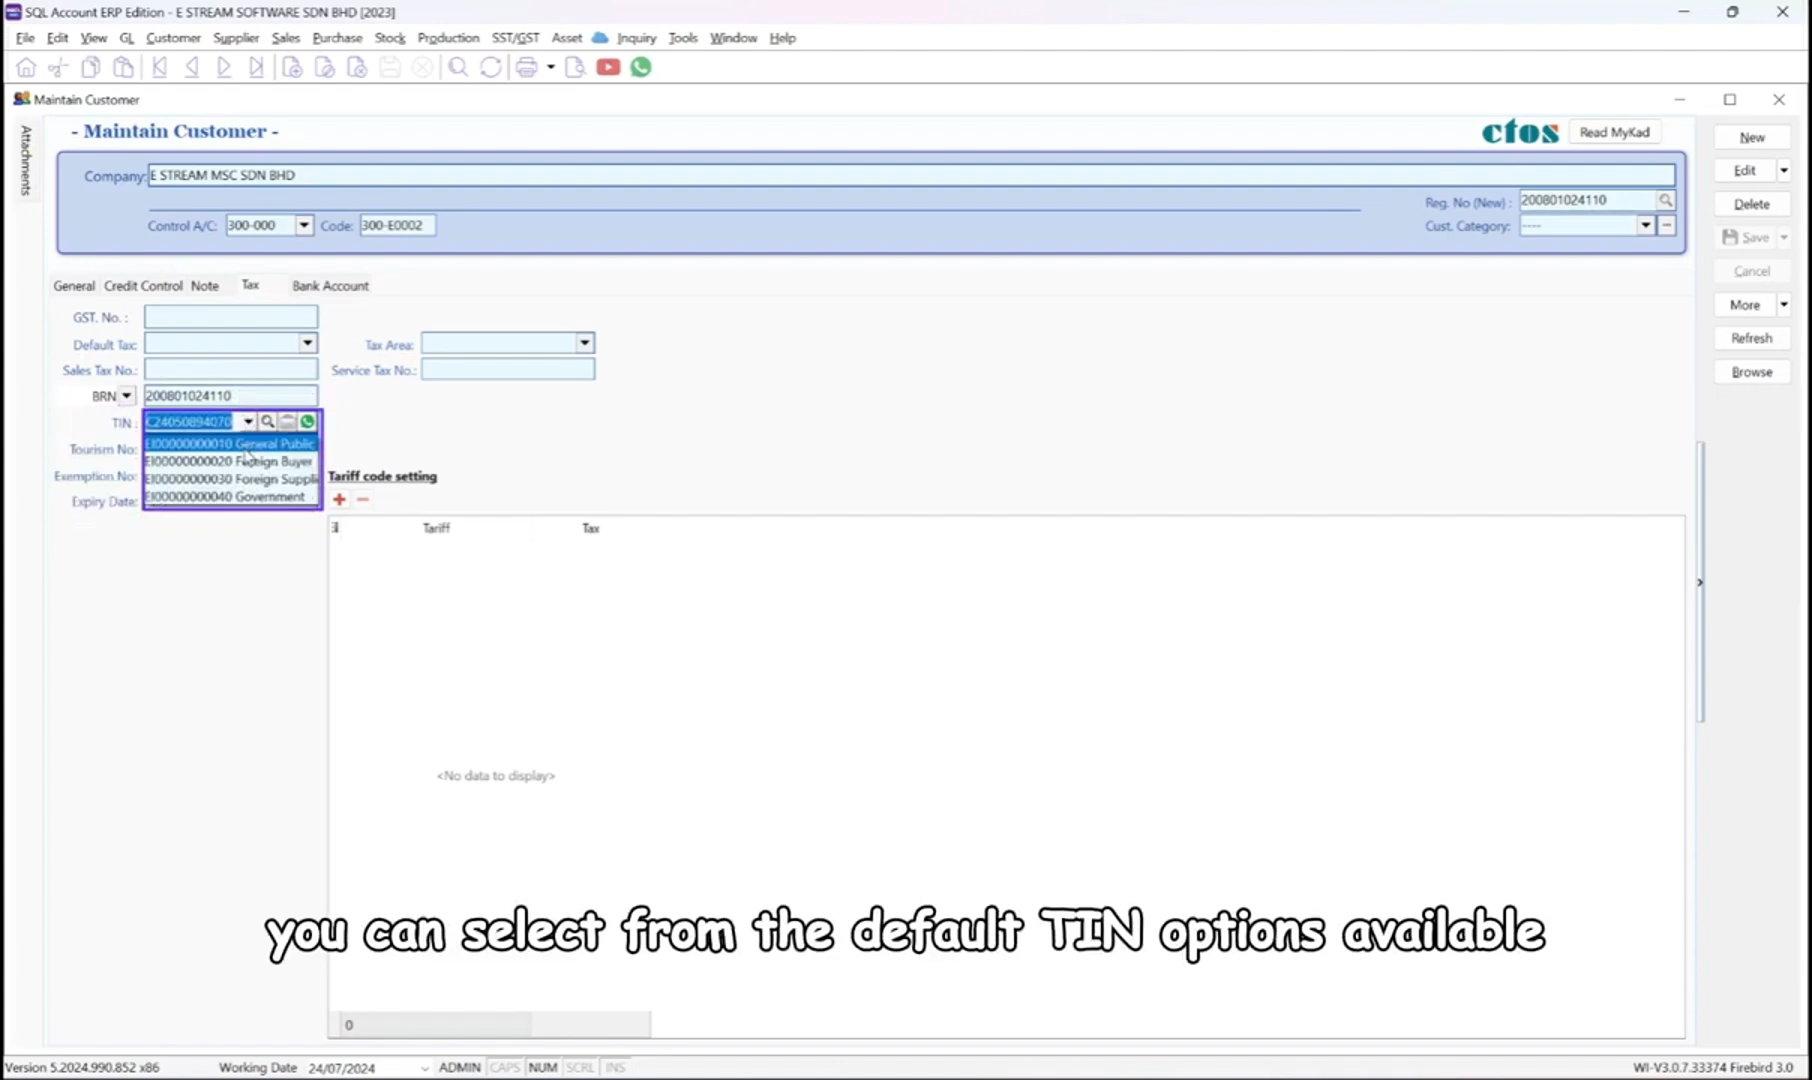 SQL Account ERP Edition - E STREAM SOFTWARE SDN BHD [2023]
File Edit View GL Customer Supplier Sales Purchase Stock Production SST/GST Asset Inquiry Tools Window Help
Maintain Customer
Attachments
- Maintain Customer -
ctos
Read MyKad
Company: E STREAM MSC SDN BHD
Reg. No (New) : 200801024110
Control A/C: 300-000 Code: 300-E0002
Cust. Category: ----
New
Edit
Delete
Save
Cancel
More
Refresh
Browse
General Credit Control Note Tax Bank Account
GST. No. :
Default Tax: Tax Area:
Sales Tax No.: Service Tax No.:
BRN 200801024110
TIN : C24050894070
Tourism No: EI00000000010 General Public
EI00000000020 Foreign Buyer
Exemption No: EI00000000030 Foreign Suppli
Expiry Date: EI00000000040 Government
Tariff code setting
Tariff Tax
<No data to display>
you can select from the default TIN options available
0
Version 5.2024.990.852 x86 Working Date 24/07/2024 ADMIN CAPS NUM SCRL INS WI-V3.0.7.33374 Firebird 3.0